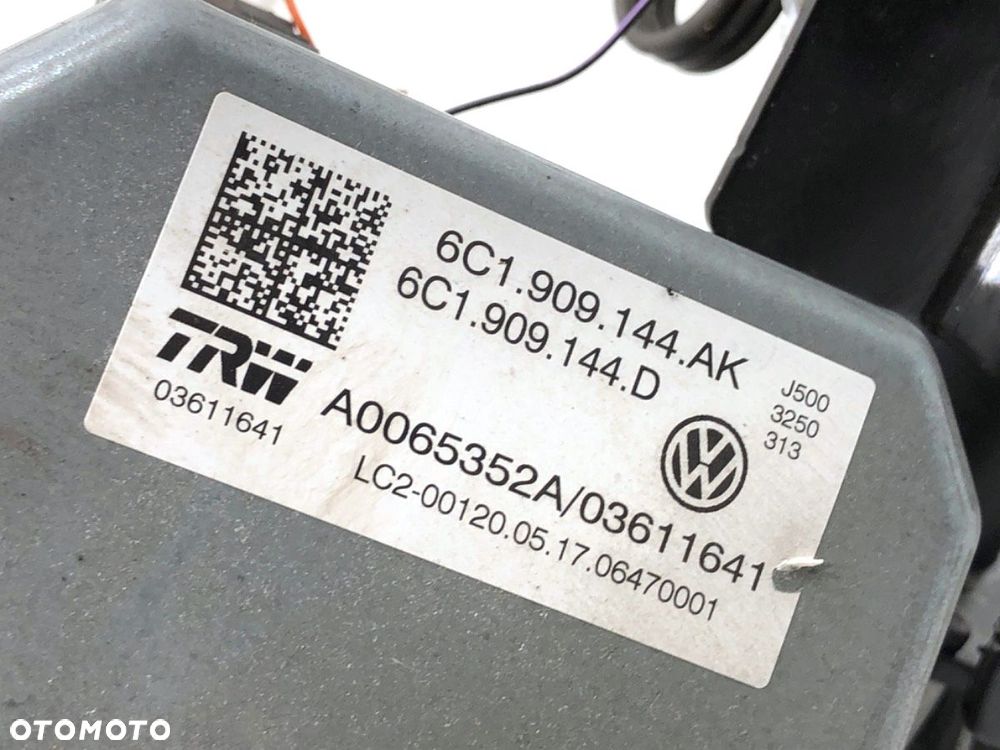 6C1.909.144.AK
6C1.909.144.D
J500
3250
313
TRW
03611641
A0065352A/03611641
LC2-00120.05.17.06470001
OTOMOTO